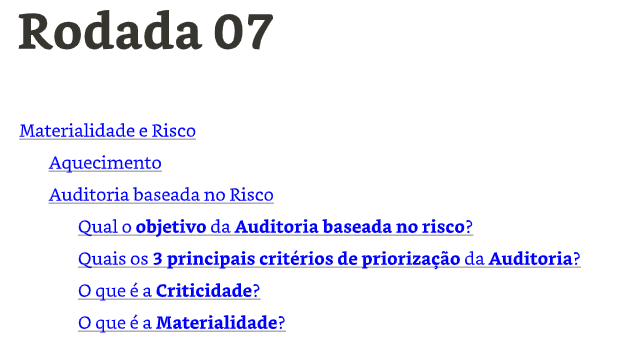 Rodada 07
Materialidade e Risco
Aquecimento
Auditoria baseada no Risco
Qual o objetivo da Auditoria baseada no risco?
Quais os 3 principais critérios de priorização da Auditoria?
O que é a Criticidade?
O que é a Materialidade?